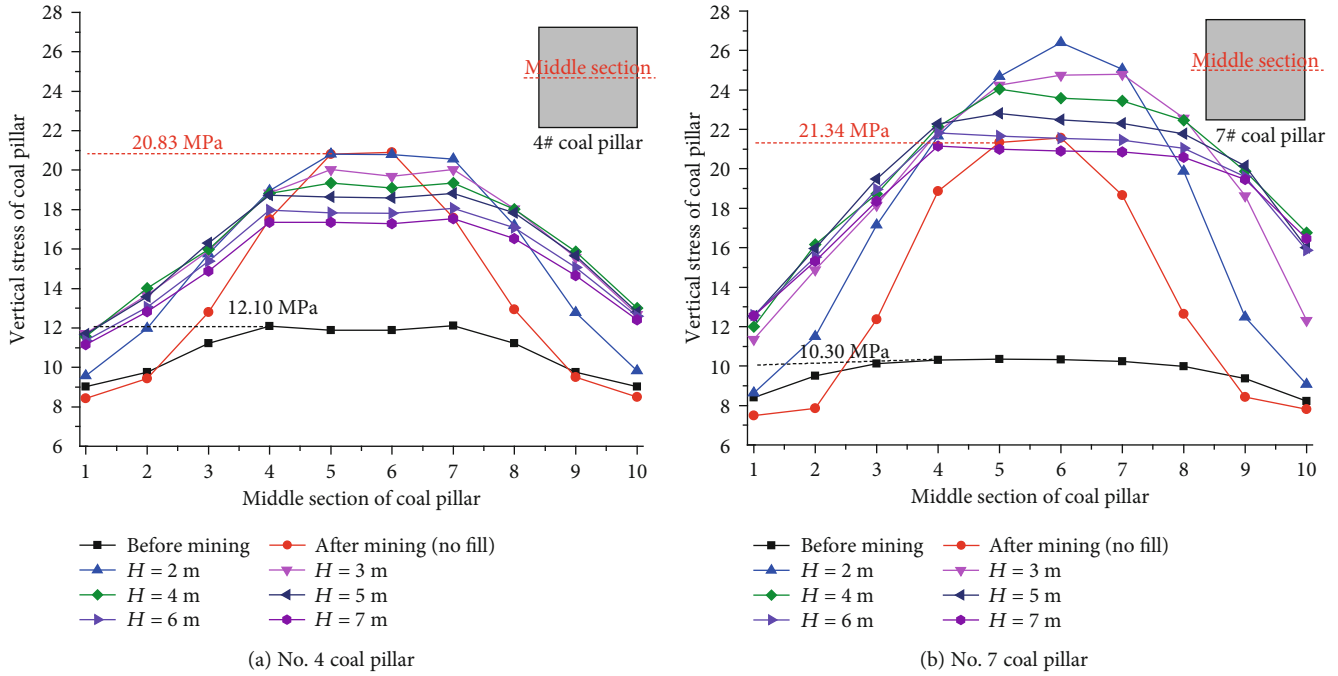 28
26
24
22
20
18
16
14
12
10
8
6
Vertical stress of coal pillar
Middle section
4# coal pillar
20.83 MPa
12.10 MPa
1 2 3 4 5 6 7 8 9 10
Middle section of coal pillar
Before mining
After mining (no fill)
H = 2 m
H = 3 m
H = 4 m
H = 5 m
H = 6 m
H = 7 m
(a) No. 4 coal pillar
28
26
24
22
20
18
16
14
12
10
8
6
Vertical stress of coal pillar
Middle section
7# coal pillar
21.34 MPa
10.30 MPa
1 2 3 4 5 6 7 8 9 10
Middle section of coal pillar
Before mining
After mining (no fill)
H = 2 m
H = 3 m
H = 4 m
H = 5 m
H = 6 m
H = 7 m
(b) No. 7 coal pillar